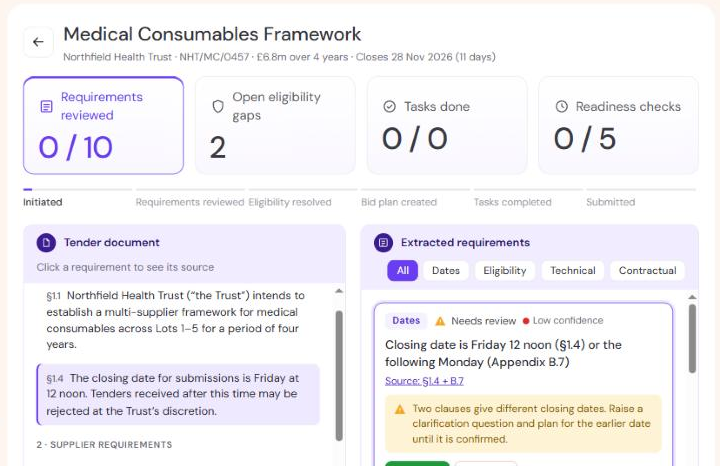 Medical Consumables Framework
Northfield Health Trust · NHT/MC/0457 · £6.8m over 4 years · Closes 28 Nov 2026 (11 days)
Requirements
reviewed
0 / 10
Open eligibility
gaps
2
Tasks done
0 / 0
Readiness checks
0 / 5
Initiated
Requirements reviewed
Eligibility resolved
Bid plan created
Tasks completed
Submitted
Tender document
Click a requirement to see its source
§1.1 Northfield Health Trust (“the Trust”) intends to
establish a multi-supplier framework for medical
consumables across Lots 1–5 for a period of four
years.
§1.4 The closing date for submissions is Friday at
12 noon. Tenders received after this time may be
rejected at the Trust’s discretion.
2 · SUPPLIER REQUIREMENTS
Extracted requirements
All
Dates
Eligibility
Technical
Contractual
Dates
Needs review
Low confidence
Closing date is Friday 12 noon (§1.4) or the
following Monday (Appendix B.7)
Source: §1.4 + B.7
Two clauses give different closing dates. Raise a
clarification question and plan for the earlier date
until it is confirmed.